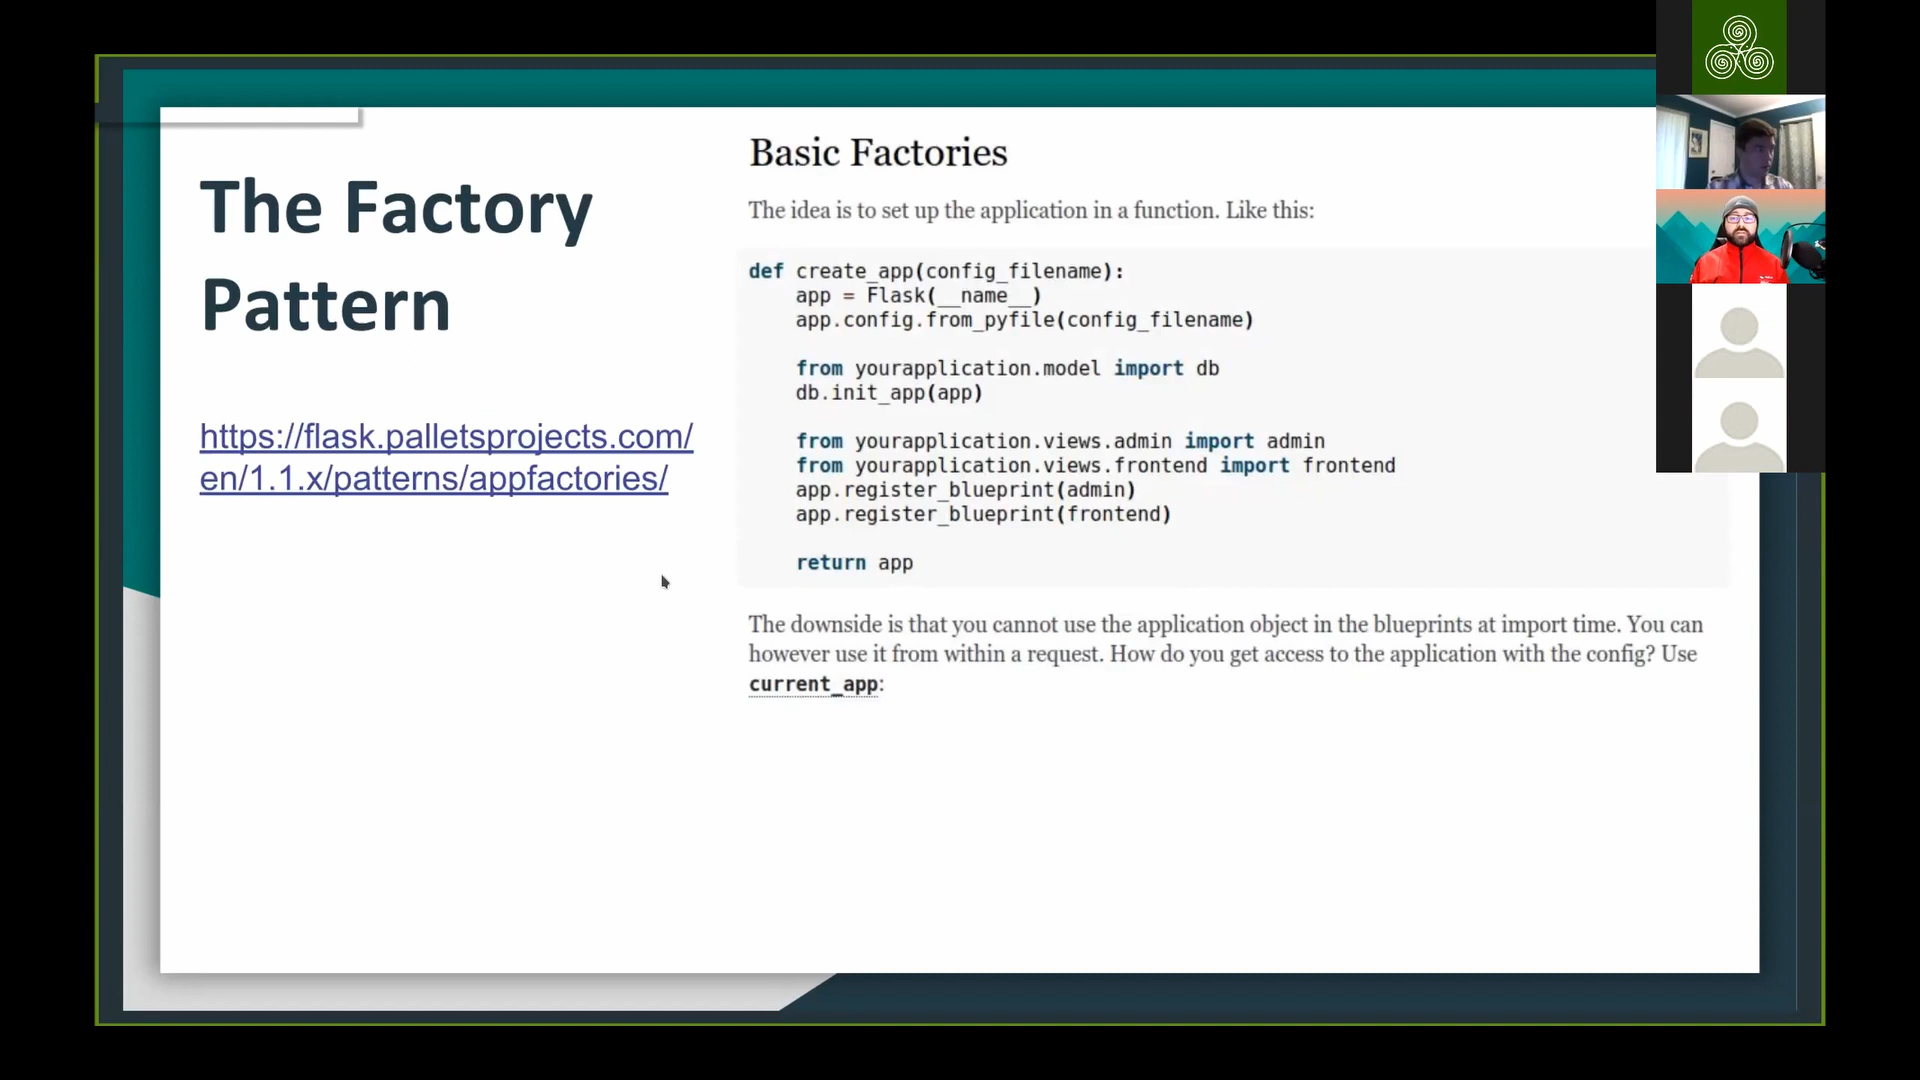 The Factory
Pattern
https://flask.palletsprojects.com/
en/1.1.x/patterns/appfactories/
Basic Factories
The idea is to set up the application in a function. Like this:
def create_app(config_filename):
    app = Flask(__name__)
    app.config.from_pyfile(config_filename)
    from yourapplication.model import db
    db.init_app(app)
    from yourapplication.views.admin import admin
    from yourapplication.views.frontend import frontend
    app.register_blueprint(admin)
    app.register_blueprint(frontend)
    return app
The downside is that you cannot use the application object in the blueprints at import time. You can
however use it from within a request. How do you get access to the application with the config? Use
current_app: